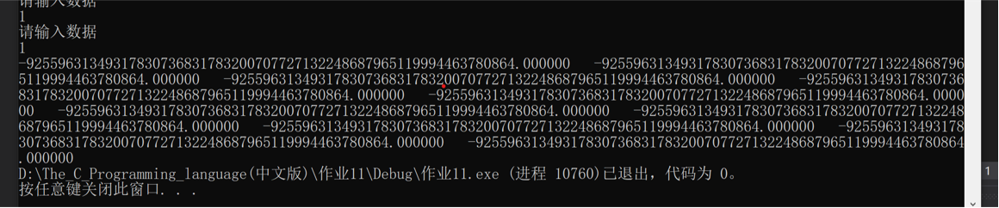 请输入数据
1
请输入数据
1
-92559631349317830736831783200707727132248687965119994463780864.000000   -92559631349317830736831783200707727132248687965
5119994463780864.000000   -92559631349317830736831783200707727132248687965119994463780864.000000   -92559631349317830736
831783200707727132248687965119994463780864.000000   -92559631349317830736831783200707727132248687965119994463780864.0000
00   -92559631349317830736831783200707727132248687965119994463780864.000000   -92559631349317830736831783200707727132248
687965119994463780864.000000   -92559631349317830736831783200707727132248687965119994463780864.000000   -925596313493178
30736831783200707727132248687965119994463780864.000000   -92559631349317830736831783200707727132248687965119994463780864
.000000
D:\The_C_Programming_language(中文版)\作业11\Debug\作业11.exe (进程 10760)已退出，代码为 0。
按任意键关闭此窗口. . .
1